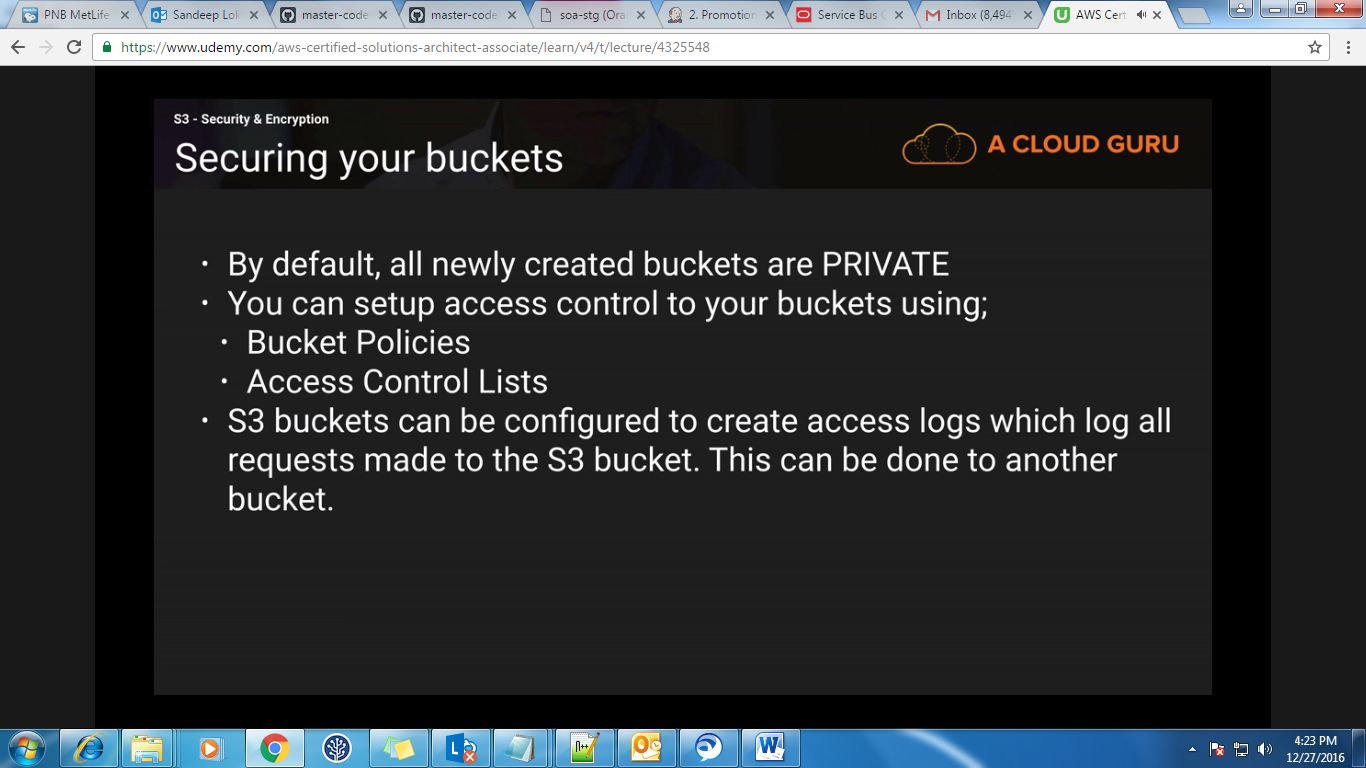 PNB MetLife
Sandeep Lok
master-code
master-code
soa-stg (Ora
2. Promotion
Service Bus C
Inbox (8,494
AWS Cert
https://www.udemy.com/aws-certified-solutions-architect-associate/learn/v4/t/lecture/4325548
S3 - Security & Encryption
Securing your buckets
A CLOUD GURU
• By default, all newly created buckets are PRIVATE
• You can setup access control to your buckets using;
• Bucket Policies
• Access Control Lists
• S3 buckets can be configured to create access logs which log all
requests made to the S3 bucket. This can be done to another
bucket.
4:23 PM
12/27/2016